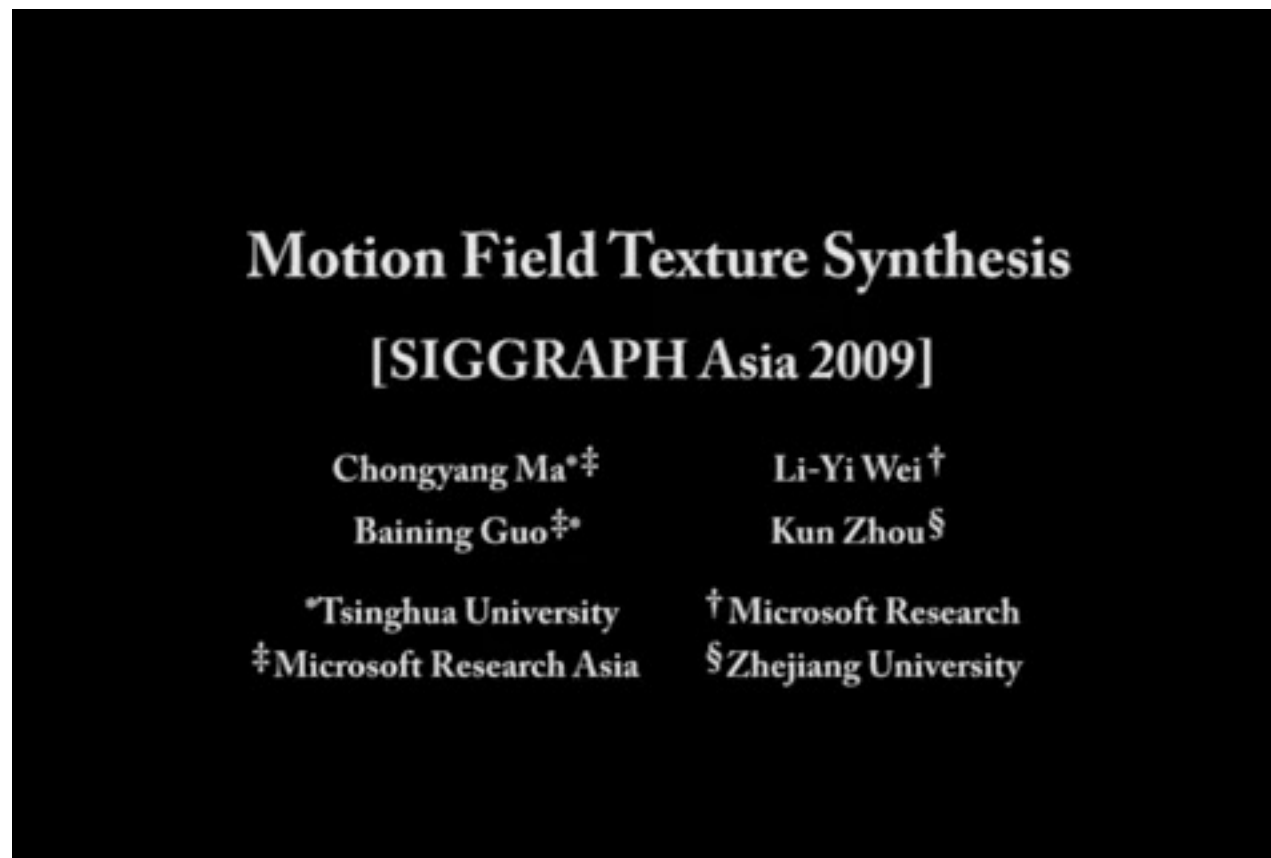 Motion Field Texture Synthesis
[SIGGRAPH Asia 2009]
Chongyang Ma*‡ Li-Yi Wei†
Baining Guo‡* Kun Zhou§
*Tsinghua University †Microsoft Research
‡Microsoft Research Asia §Zhejiang University